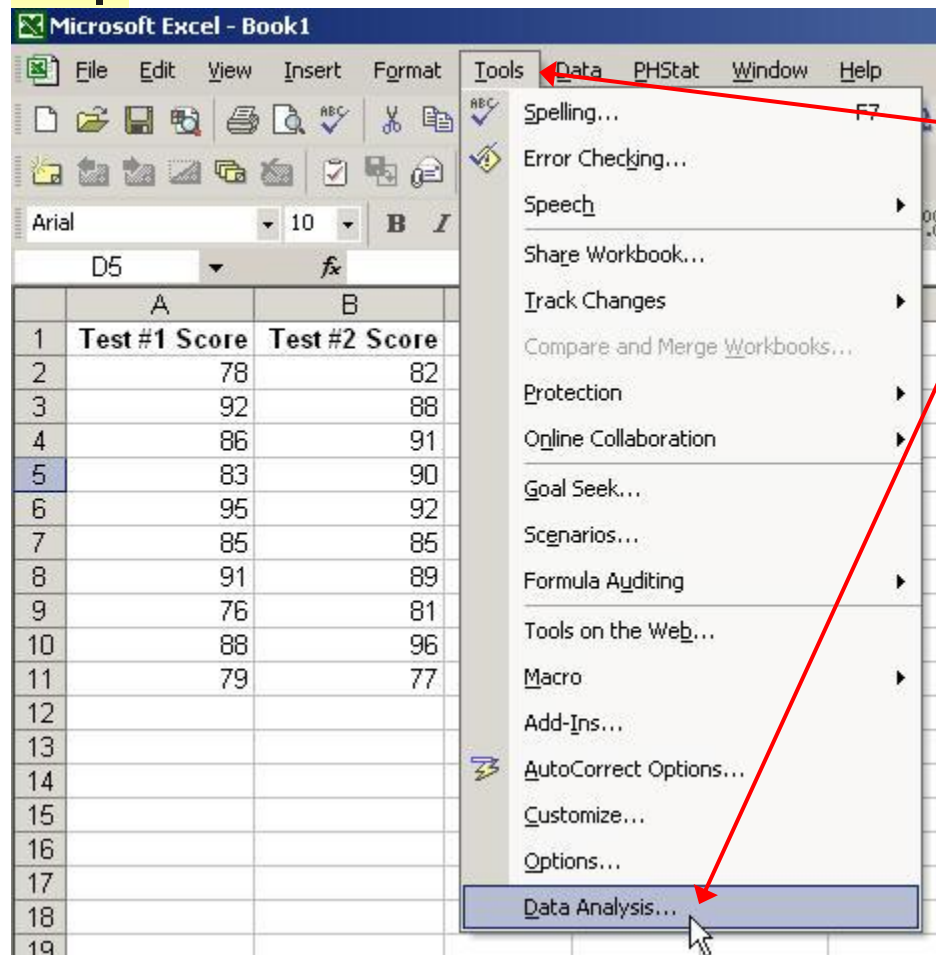 Microsoft Excel - Book1
File Edit View Insert Format Tools Data PHStat Window Help
Arial 10 B I
D5 fx
Spelling... F7
Error Checking...
Speech
Share Workbook...
Track Changes
Compare and Merge Workbooks...
Protection
Online Collaboration
Goal Seek...
Scenarios...
Formula Auditing
Tools on the Web...
Macro
Add-Ins...
AutoCorrect Options...
Customize...
Options...
Data Analysis...
A B
1 Test #1 Score Test #2 Score
2 78 82
3 92 88
4 86 91
5 83 90
6 95 92
7 85 85
8 91 89
9 76 81
10 88 96
11 79 77
12
13
14
15
16
17
18
19